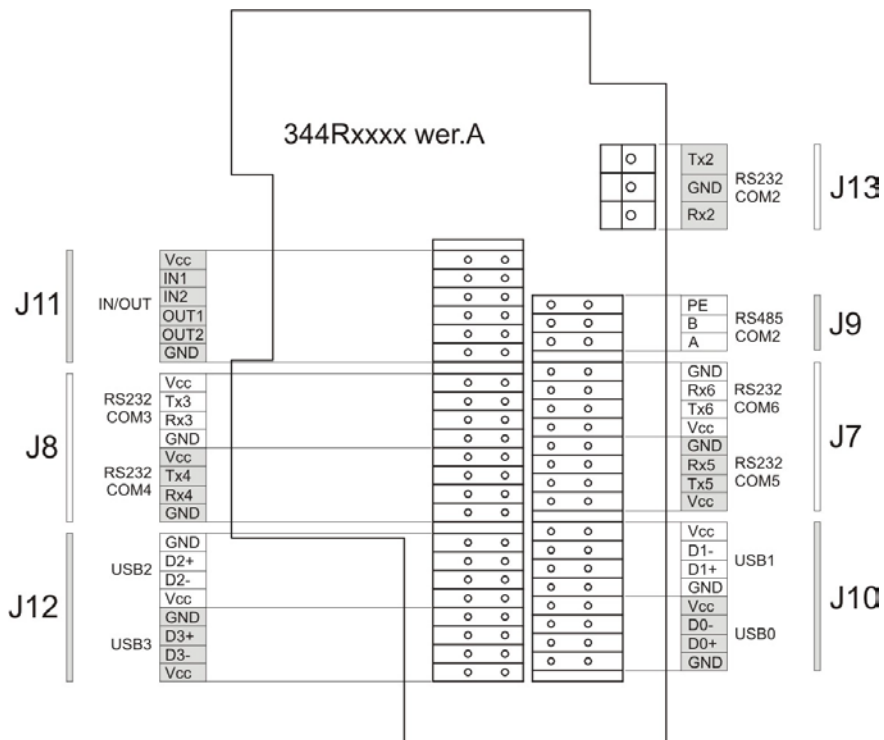 344Rxxxx wer.A
J11
IN/OUT
Vcc
IN1
IN2
OUT1
OUT2
GND
J8
RS232
COM3
Vcc
Tx3
Rx3
GND
RS232
COM4
Vcc
Tx4
Rx4
GND
J12
USB2
GND
D2+
D2-
Vcc
USB3
GND
D3+
D3-
Vcc
Tx2
GND
Rx2
RS232
COM2
J13
PE
B
A
RS485
COM2
J9
GND
Rx6
Tx6
Vcc
RS232
COM6
GND
Rx5
Tx5
Vcc
RS232
COM5
J7
Vcc
D1-
D1+
GND
USB1
Vcc
D0-
D0+
GND
USB0
J10